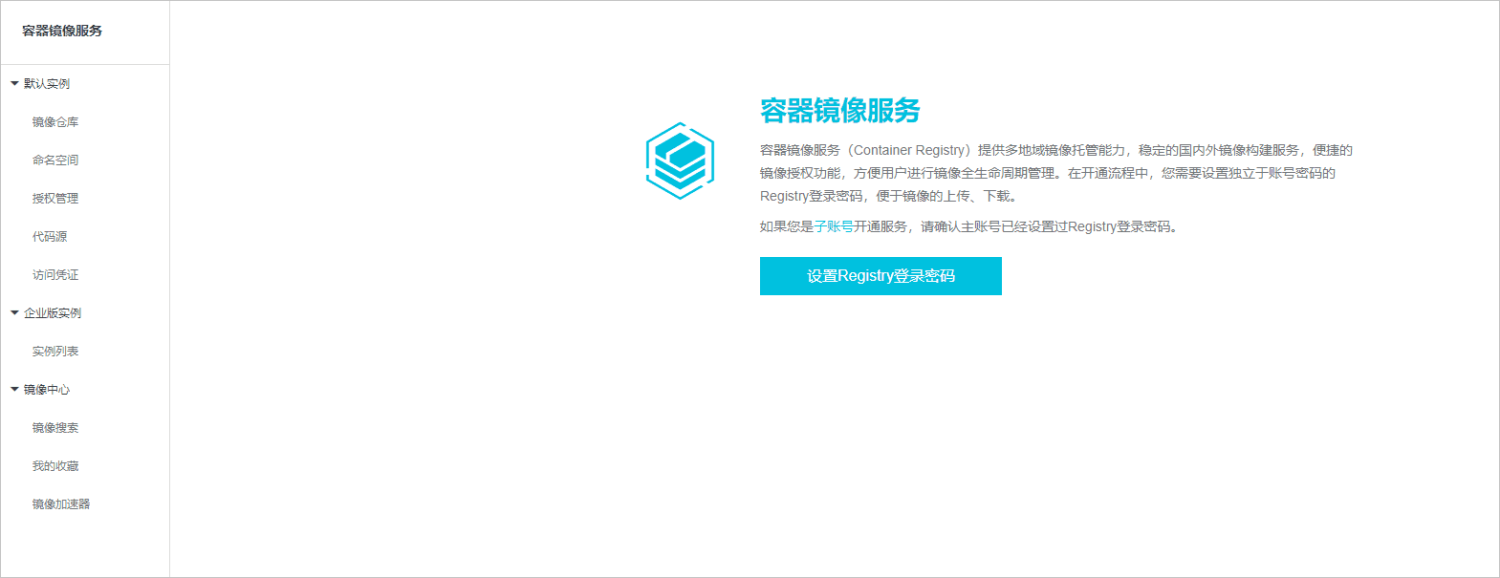 容器镜像服务
默认实例
镜像仓库
命名空间
授权管理
代码源
访问凭证
企业版实例
实例列表
镜像中心
镜像搜索
我的收藏
镜像加速器
容器镜像服务
容器镜像服务（Container Registry）提供多地域镜像托管能力，稳定的国内外镜像构建服务，便捷的
镜像授权功能，方便用户进行镜像全生命周期管理。在开通流程中，您需要设置独立于账号密码的
Registry登录密码，便于镜像的上传、下载。
如果您是子账号开通服务，请确认主账号已经设置过Registry登录密码。
设置Registry登录密码